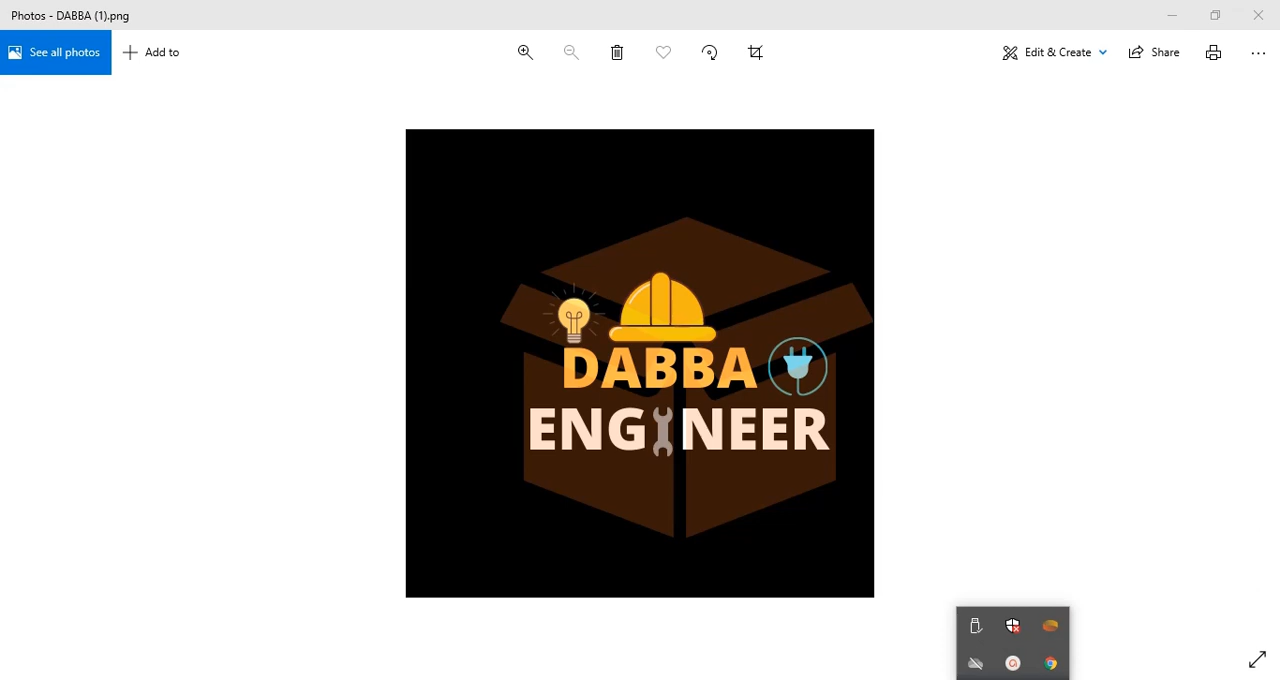 Photos - DABBA (1).png
See all photos
Add to
Edit & Create
Share
DABBA
ENGINEER